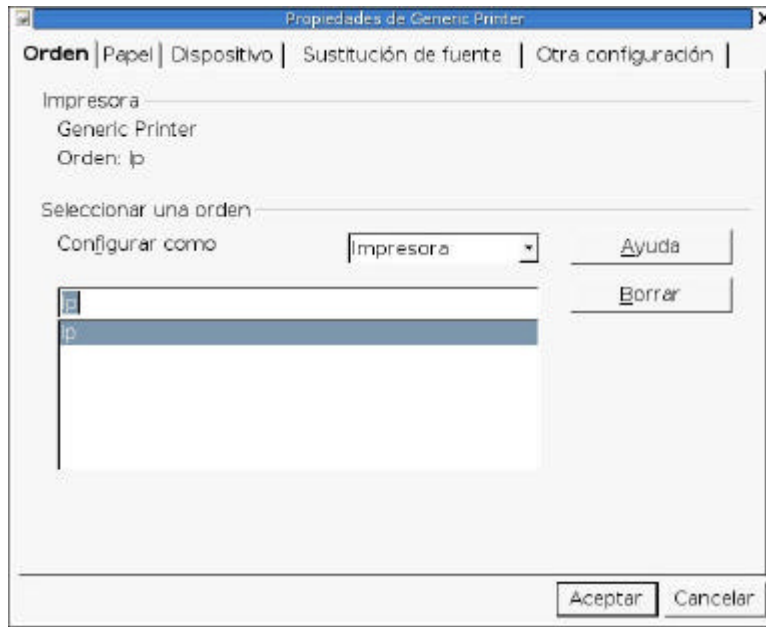 Propiedades de Generic Printer
Orden Papel Dispositivo Sustitución de fuente Otra configuración
Impresora
Generic Printer
Orden: lp
Seleccionar una orden
Configurar como Impresora Ayuda
lp Borrar
lp
Aceptar Cancelar